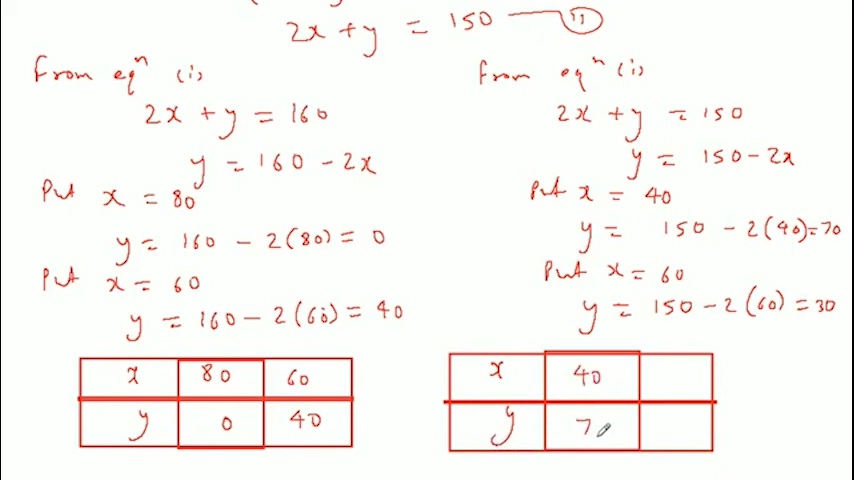 2x + y = 150 — (ii)
From eqⁿ (i)
2x + y = 160
y = 160 - 2x
Put x = 80
y = 160 - 2(80) = 0
Put x = 60
y = 160 - 2(60) = 40
x 80 60
y 0 40
From eqⁿ (i)
2x + y = 150
y = 150 - 2x
Put x = 40
y = 150 - 2(40) = 70
Put x = 60
y = 150 - 2(60) = 30
x 40
y 70